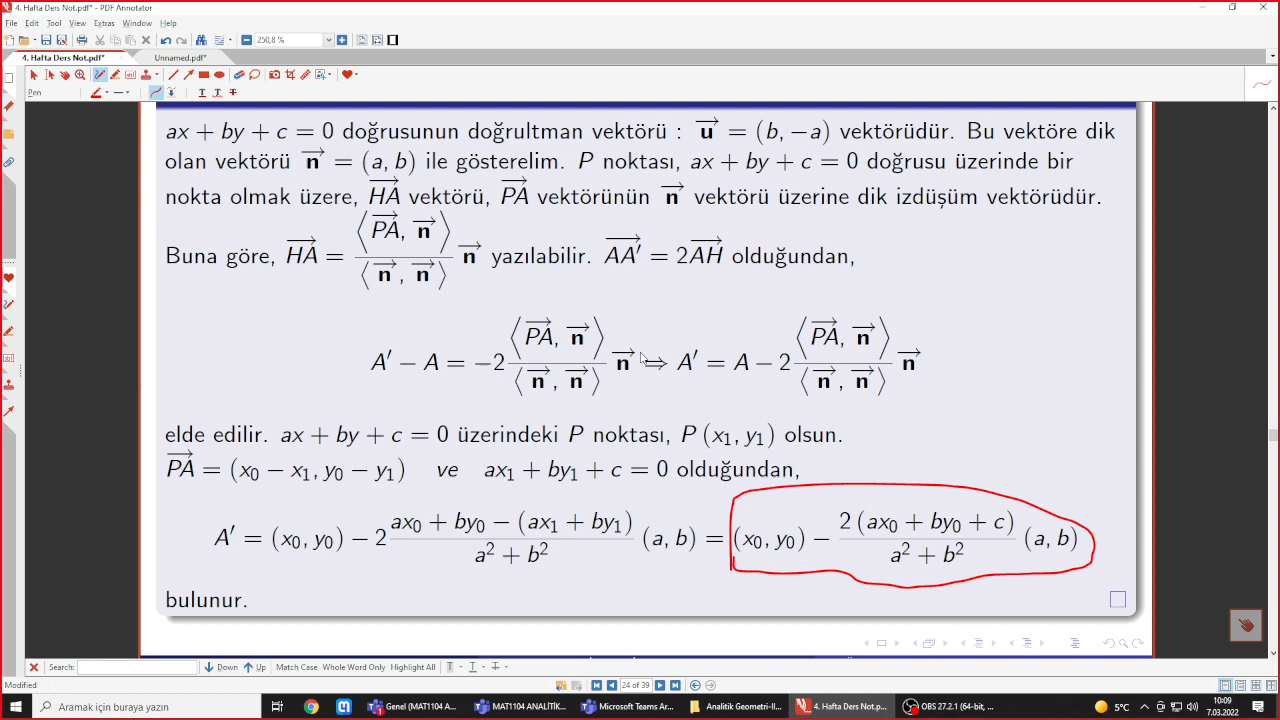 4. Hafta Ders Not.pdf* - PDF Annotator
File Edit Tool View Extras Window Help
250,8 %
4. Hafta Ders Not.pdf* Unnamed.pdf*
Pen
ax + by + c = 0 doğrusunun doğrultman vektörü : u⃗ = (b, −a) vektörüdür. Bu vektöre dik
olan vektörü n⃗ = (a, b) ile gösterelim. P noktası, ax + by + c = 0 doğrusu üzerinde bir
nokta olmak üzere, HA⃗ vektörü, PA⃗ vektörünün n⃗ vektörü üzerine dik izdüşüm vektörüdür.
Buna göre, HA⃗ = ⟨PA⃗, n⃗⟩ / ⟨n⃗, n⃗⟩ n⃗ yazılabilir. AA′⃗ = 2AH⃗ olduğundan,
A′ − A = −2 ⟨PA⃗, n⃗⟩ / ⟨n⃗, n⃗⟩ n⃗ ⇔ A′ = A − 2 ⟨PA⃗, n⃗⟩ / ⟨n⃗, n⃗⟩ n⃗
elde edilir. ax + by + c = 0 üzerindeki P noktası, P (x₁, y₁) olsun.
PA⃗ = (x₀ − x₁, y₀ − y₁) ve ax₁ + by₁ + c = 0 olduğundan,
A′ = (x₀, y₀) − 2 (ax₀ + by₀ − (ax₁ + by₁)) / (a² + b²) (a, b) = (x₀, y₀) − 2 (ax₀ + by₀ + c) / (a² + b²) (a, b)
bulunur.
Search: Down Up Match Case Whole Word Only Highlight All
Modified 24 of 39
Aramak için buraya yazın Genel (MAT1104 AN... MAT1104 ANALİTİK... Microsoft Teams Ar... Analitik Geometri-II... 4. Hafta Ders Not.p... OBS 27.2.1 (64-bit, ... 5°C 10:09
7.03.2022